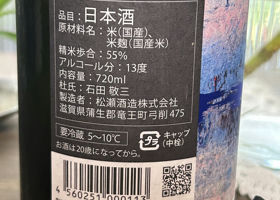 品目：日本酒
原材料名：米(国産)、
米麹(国産米)
精米歩合：55%
アルコール分：13度
内容量：720ml
杜氏：石田 敬三
製造者：松瀬酒造株式会社
滋賀県蒲生郡竜王町弓削 475
要冷蔵 5〜10℃
お酒は20歳になってから。
プラ
キャップ
(中栓)
4 560251 000113